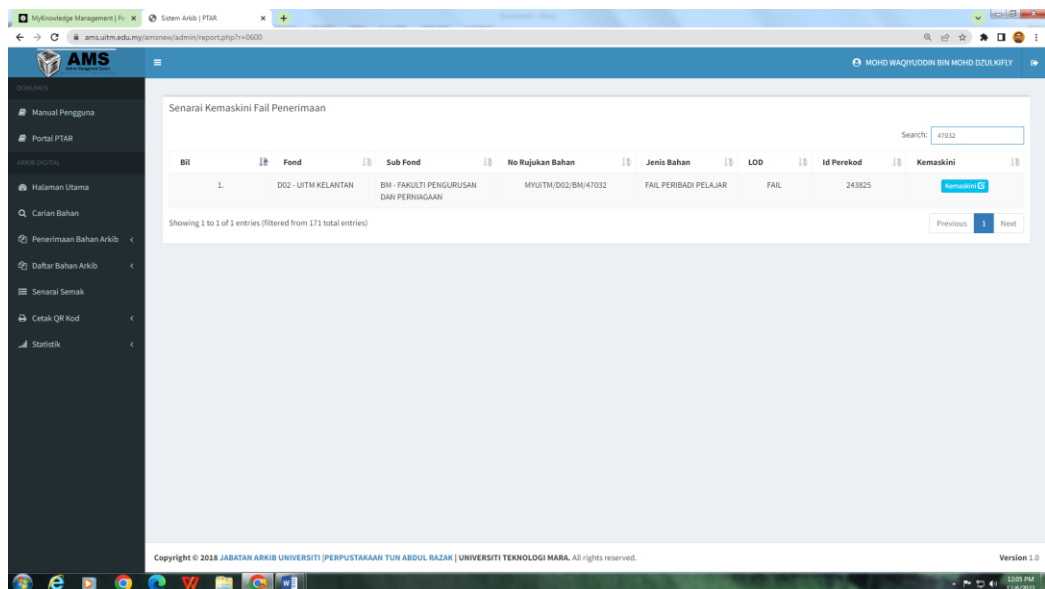 MyKnowledge Management | Po
Sistem Arkib | PTAR
ams.uitm.edu.my/amsnew/admin/report.php?r=0600
AMS
MOHD WAQIYUDDIN BIN MOHD DZULKIFLY
DOKUMEN
Manual Pengguna
Portal PTAR
ARKIB DIGITAL
Halaman Utama
Carian Bahan
Penerimaan Bahan Arkib
Daftar Bahan Arkib
Senarai Semak
Cetak QR Kod
Statistik
Senarai Kemaskini Fail Penerimaan
Search: 47032
Bil Fond Sub Fond No Rujukan Bahan Jenis Bahan LOD Id Perekod Kemaskini
1. D02 - UITM KELANTAN BM - FAKULTI PENGURUSAN MYUiTM/D02/BM/47032 FAIL PERIBADI PELAJAR FAIL 243825 Kemaskini
DAN PERNIAGAAN
Showing 1 to 1 of 1 entries (filtered from 171 total entries)
Previous 1 Next
Copyright © 2018 JABATAN ARKIB UNIVERSITI |PERPUSTAKAAN TUN ABDUL RAZAK | UNIVERSITI TEKNOLOGI MARA. All rights reserved.
Version 1.0
12:05 PM